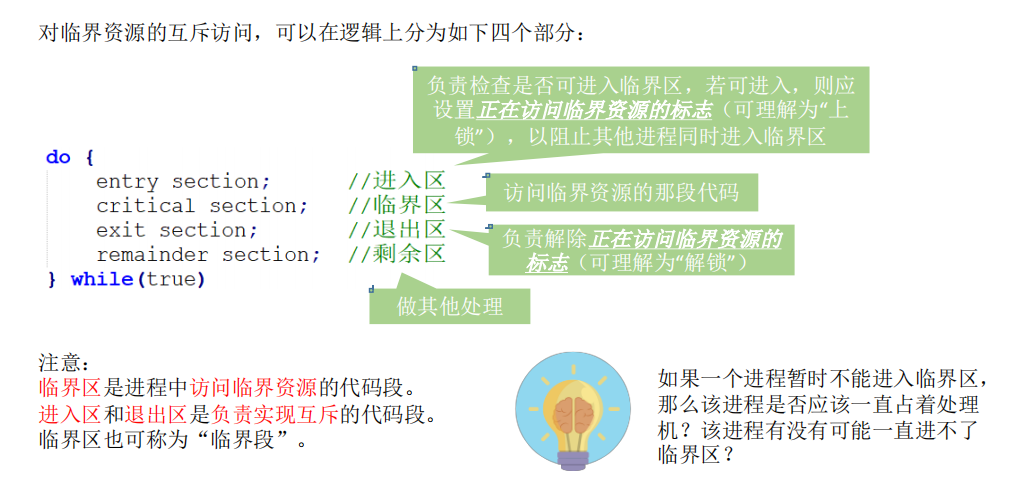 对临界资源的互斥访问，可以在逻辑上分为如下四个部分：
负责检查是否可进入临界区，若可进入，则应
设置正在访问临界资源的标志（可理解为“上
锁”），以阻止其他进程同时进入临界区
do {
entry section; //进入区
critical section; //临界区
exit section; //退出区
remainder section; //剩余区
} while(true)
访问临界资源的那段代码
负责解除正在访问临界资源的
标志（可理解为“解锁”）
做其他处理
注意：
临界区是进程中访问临界资源的代码段。
进入区和退出区是负责实现互斥的代码段。
临界区也可称为“临界段”。
如果一个进程暂时不能进入临界区，
那么该进程是否应该一直占着处理
机？该进程有没有可能一直进不了
临界区？